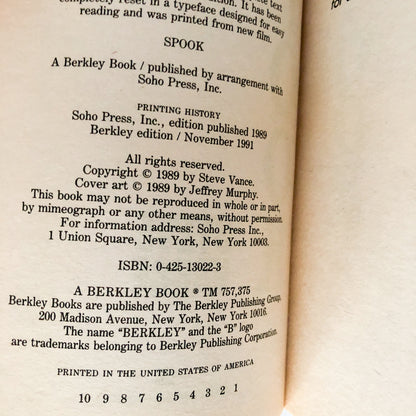 completely reset in a typeface designed for easy
reading and was printed from new film.
SPOOK
A Berkley Book / published by arrangement with
Soho Press, Inc.
PRINTING HISTORY
Soho Press, Inc., edition published 1989
Berkley edition / November 1991
All rights reserved.
Copyright © 1989 by Steve Vance.
Cover art © 1989 by Jeffrey Murphy.
This book may not be reproduced in whole or in part,
by mimeograph or any other means, without permission.
For information address: Soho Press Inc.,
1 Union Square, New York, New York 10003.
ISBN: 0-425-13022-3
A BERKLEY BOOK ® TM 757,375
Berkley Books are published by The Berkley Publishing Group,
200 Madison Avenue, New York, New York 10016.
The name "BERKLEY" and the "B" logo
are trademarks belonging to Berkley Publishing Corporation.
PRINTED IN THE UNITED STATES OF AMERICA
10 9 8 7 6 5 4 3 2 1
for